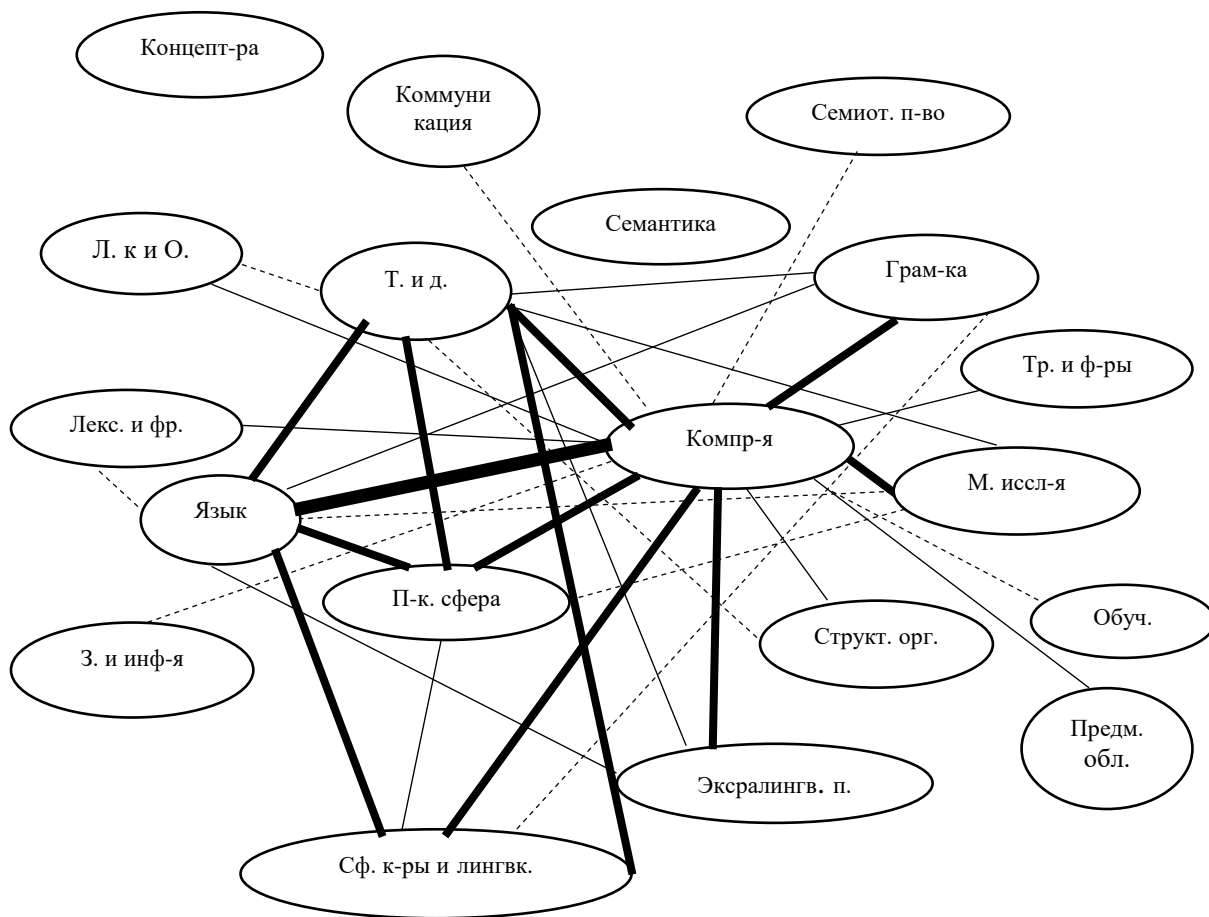 Концепт-ра
Коммуни
кация
Семиот. п-во
Семантика
Л. к и О.
Т. и д.
Грам-ка
Тр. и ф-ры
Лекс. и фр.
Компр-я
М. иссл-я
Язык
П-к. сфера
Обуч.
Структ. орг.
З. и инф-я
Предм.
обл.
Эксралингв. п.
Сф. к-ры и лингвк.